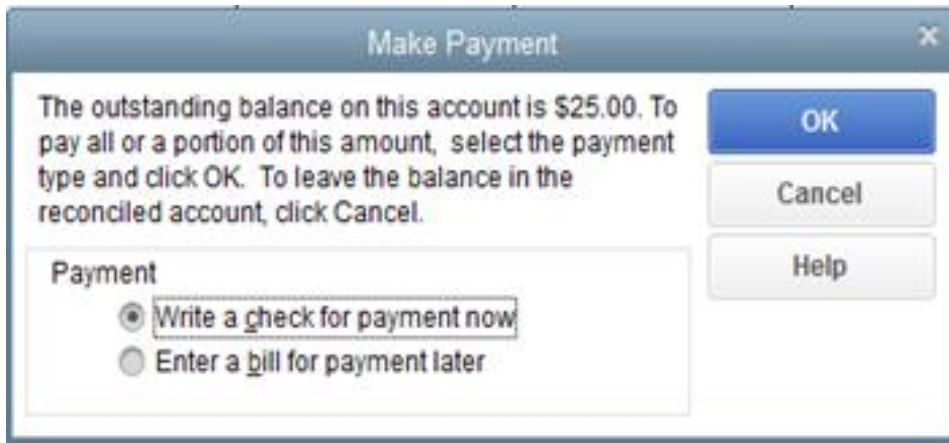 Make Payment
The outstanding balance on this account is $25.00. To
pay all or a portion of this amount,  select the payment
type and click OK.  To leave the balance in the
reconciled account, click Cancel.
OK
Cancel
Help
Payment
Write a check for payment now
Enter a bill for payment later